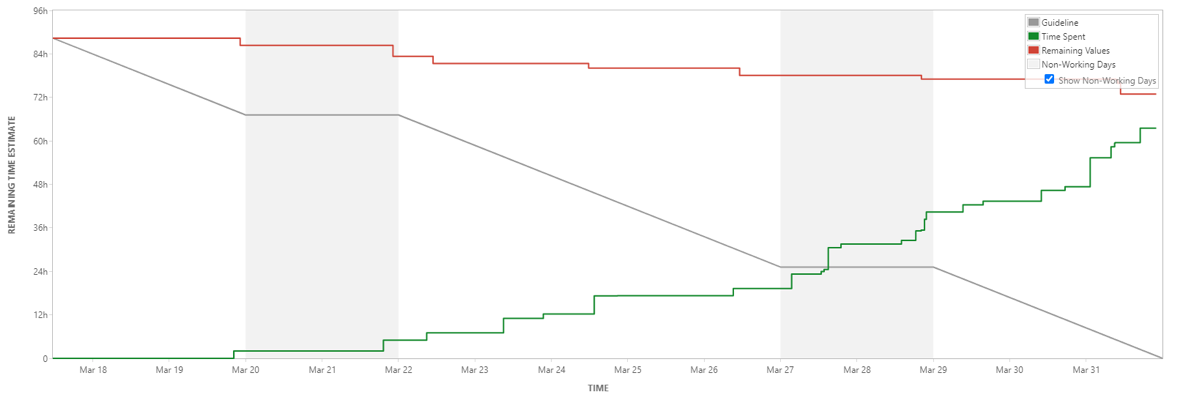 96h
84h
72h
60h
48h
36h
24h
12h
0
REMAINING TIME ESTIMATE
Guideline
Time Spent
Remaining Values
Non-Working Days
Show Non-Working Days
Mar 18 Mar 19 Mar 20 Mar 21 Mar 22 Mar 23 Mar 24 Mar 25 Mar 26 Mar 27 Mar 28 Mar 29 Mar 30 Mar 31
TIME